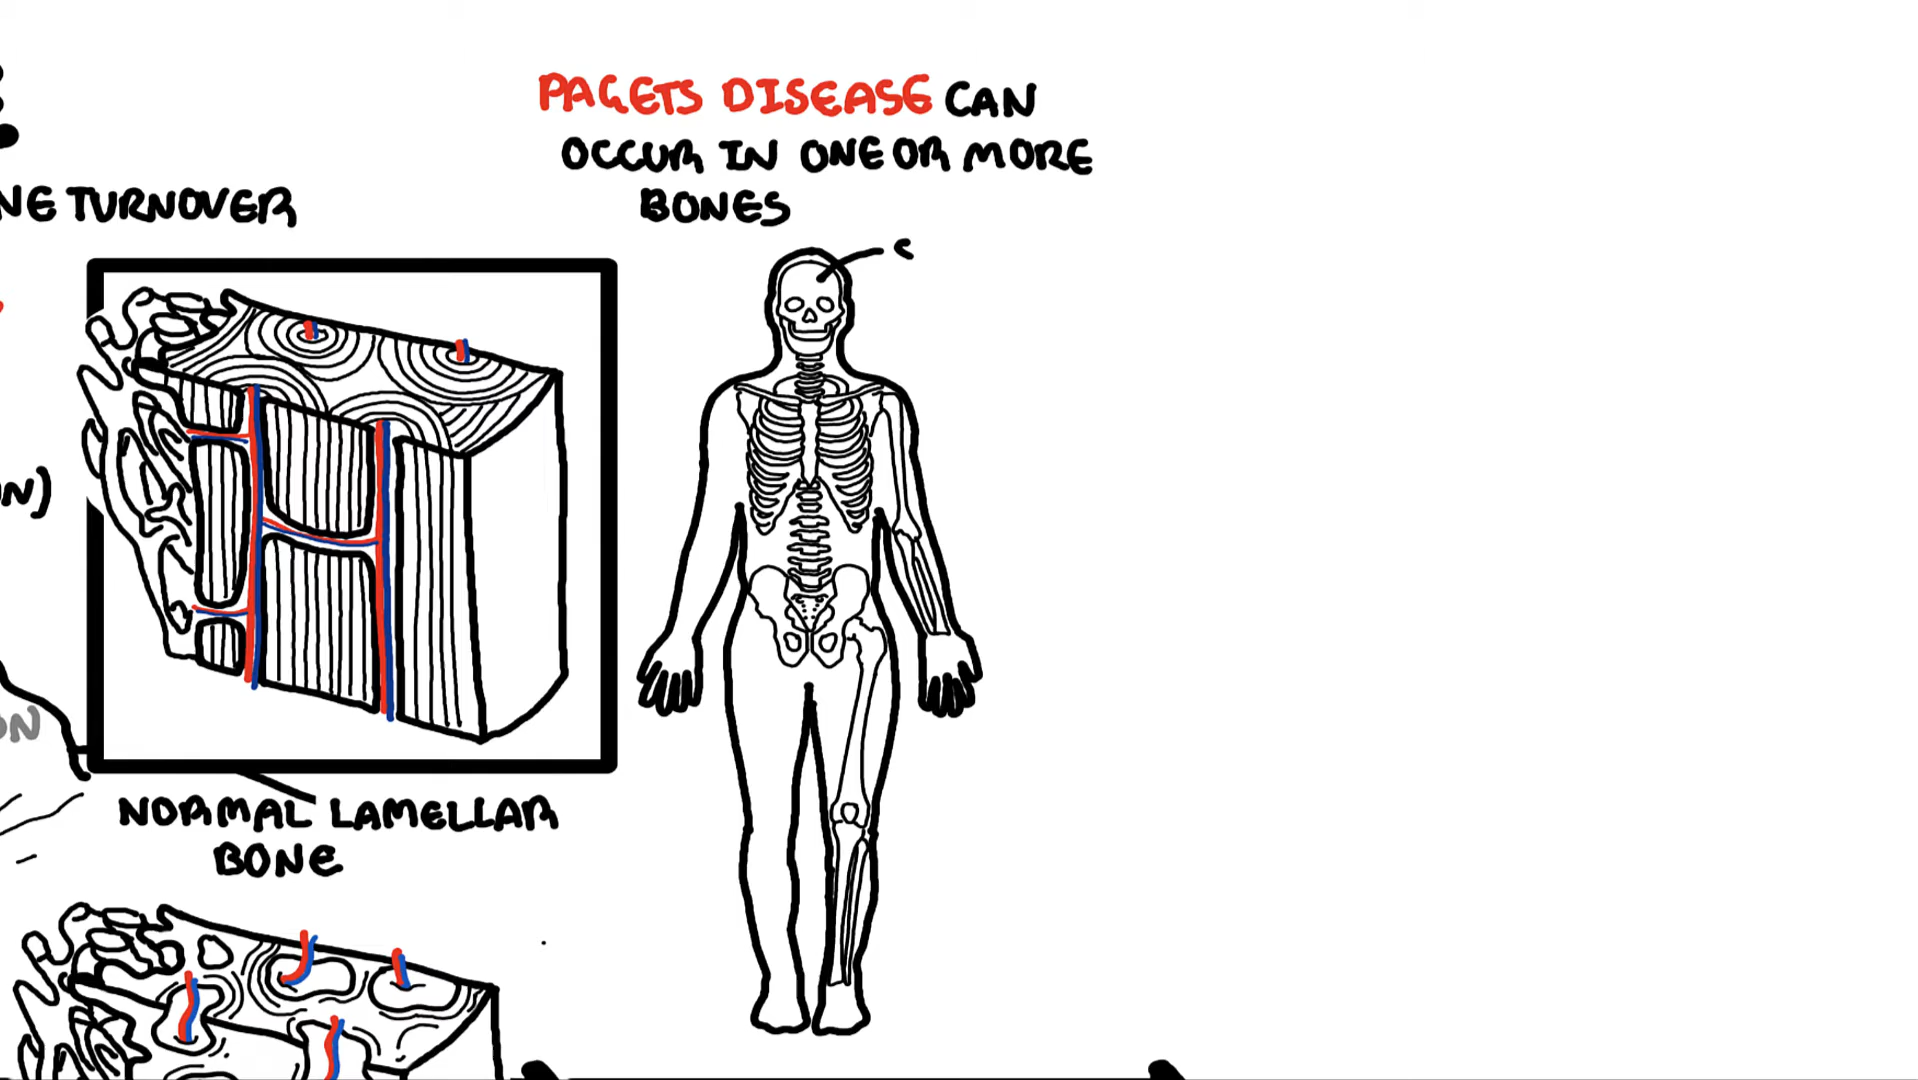 PAGETS DISEASE CAN
OCCUR IN ONE OR MORE
BONES
NE TURNOVER
C
N)
ON
NORMAL LAMELLAR
BONE